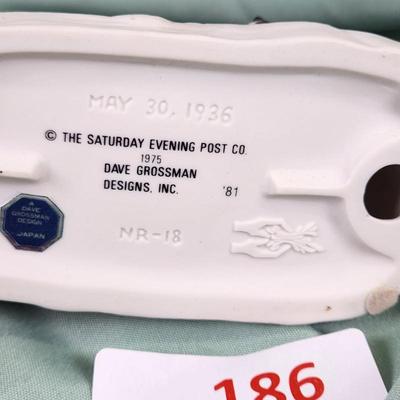 MAY 30, 1936
© THE SATURDAY EVENING POST CO.
1975
DAVE GROSSMAN
DESIGNS, INC. '81
A
DAVE
GROSSMAN
DESIGN
JAPAN
NR-18
186